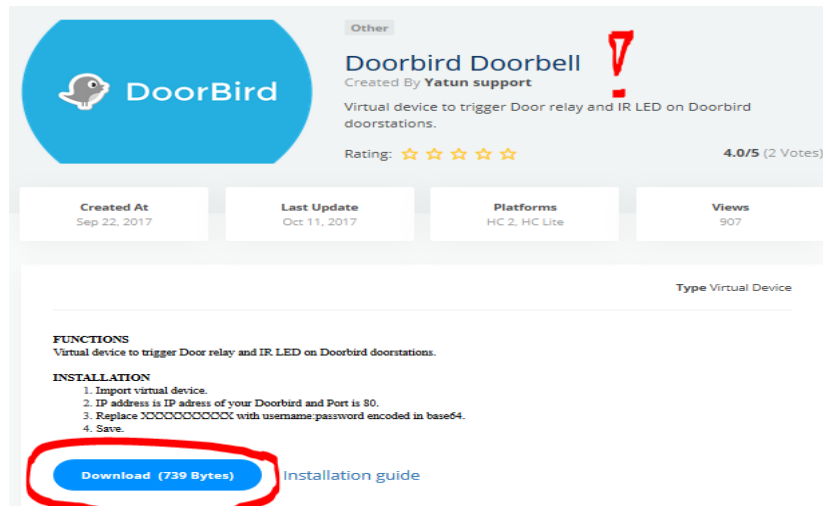 Other
DoorBird
Doorbird Doorbell
Created By Yatun support
Virtual device to trigger Door relay and IR LED on Doorbird
doorstations.
Rating:
4.0/5 (2 Votes)
Created At
Sep 22, 2017
Last Update
Oct 11, 2017
Platforms
HC 2, HC Lite
Views
907
Type Virtual Device
FUNCTIONS
Virtual device to trigger Door relay and IR LED on Doorbird doorstations.
INSTALLATION
1. Import virtual device.
2. IP address is IP adress of your Doorbird and Port is 80.
3. Replace XXXXXXXXXXX with username:password encoded in base64.
4. Save.
Download (739 Bytes)
Installation guide